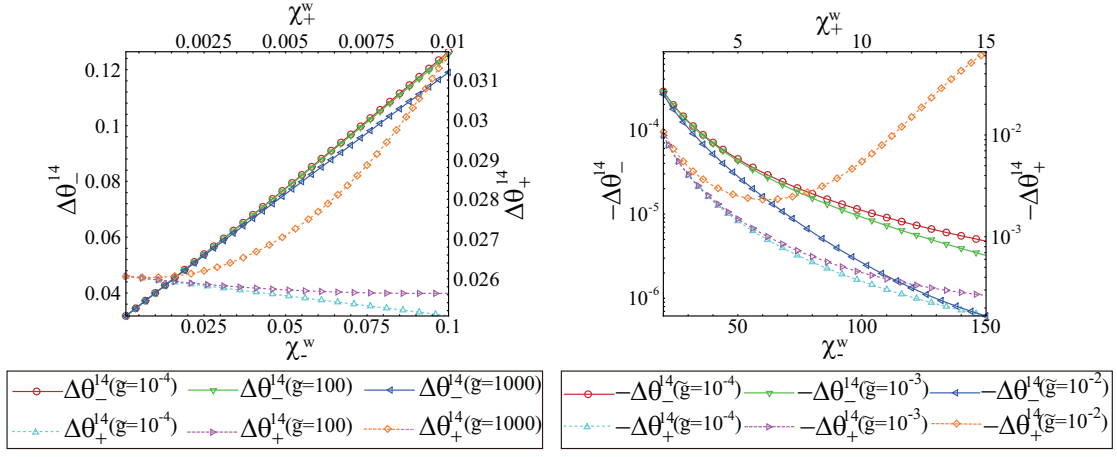 χ₊ʷ
0.0025 0.005 0.0075 0.01
0.12 0.1 0.08 0.06 0.04
Δθ₋¹⁴
0.031 0.03 0.029 0.028 0.027 0.026
Δθ₊¹⁴
0.025 0.05 0.075 0.1
χ₋ʷ
Δθ₋¹⁴(g̃=10⁻⁴) Δθ₋¹⁴(g̃=100) Δθ₋¹⁴(g̃=1000)
Δθ₊¹⁴(g̃=10⁻⁴) Δθ₊¹⁴(g̃=100) Δθ₊¹⁴(g̃=1000)
χ₊ʷ
5 10 15
10⁻⁴ 10⁻⁵ 10⁻⁶
−Δθ₋¹⁴
10⁻² 10⁻³
−Δθ₊¹⁴
50 100 150
χ₋ʷ
−Δθ₋¹⁴(g̃=10⁻⁴) −Δθ₋¹⁴(g̃=10⁻³) −Δθ₋¹⁴(g̃=10⁻²)
−Δθ₊¹⁴(g̃=10⁻⁴) −Δθ₊¹⁴(g̃=10⁻³) −Δθ₊¹⁴(g̃=10⁻²)